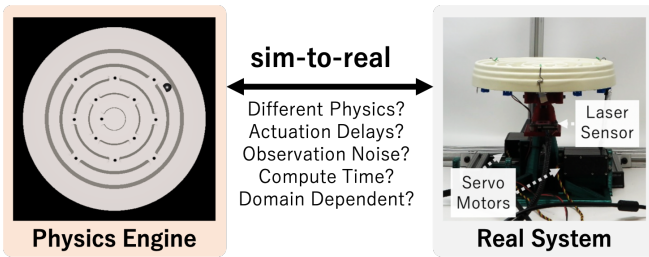 sim-to-real
Different Physics?
Actuation Delays?
Observation Noise?
Compute Time?
Domain Dependent?
Laser
Sensor
Servo
Motors
Physics Engine
Real System